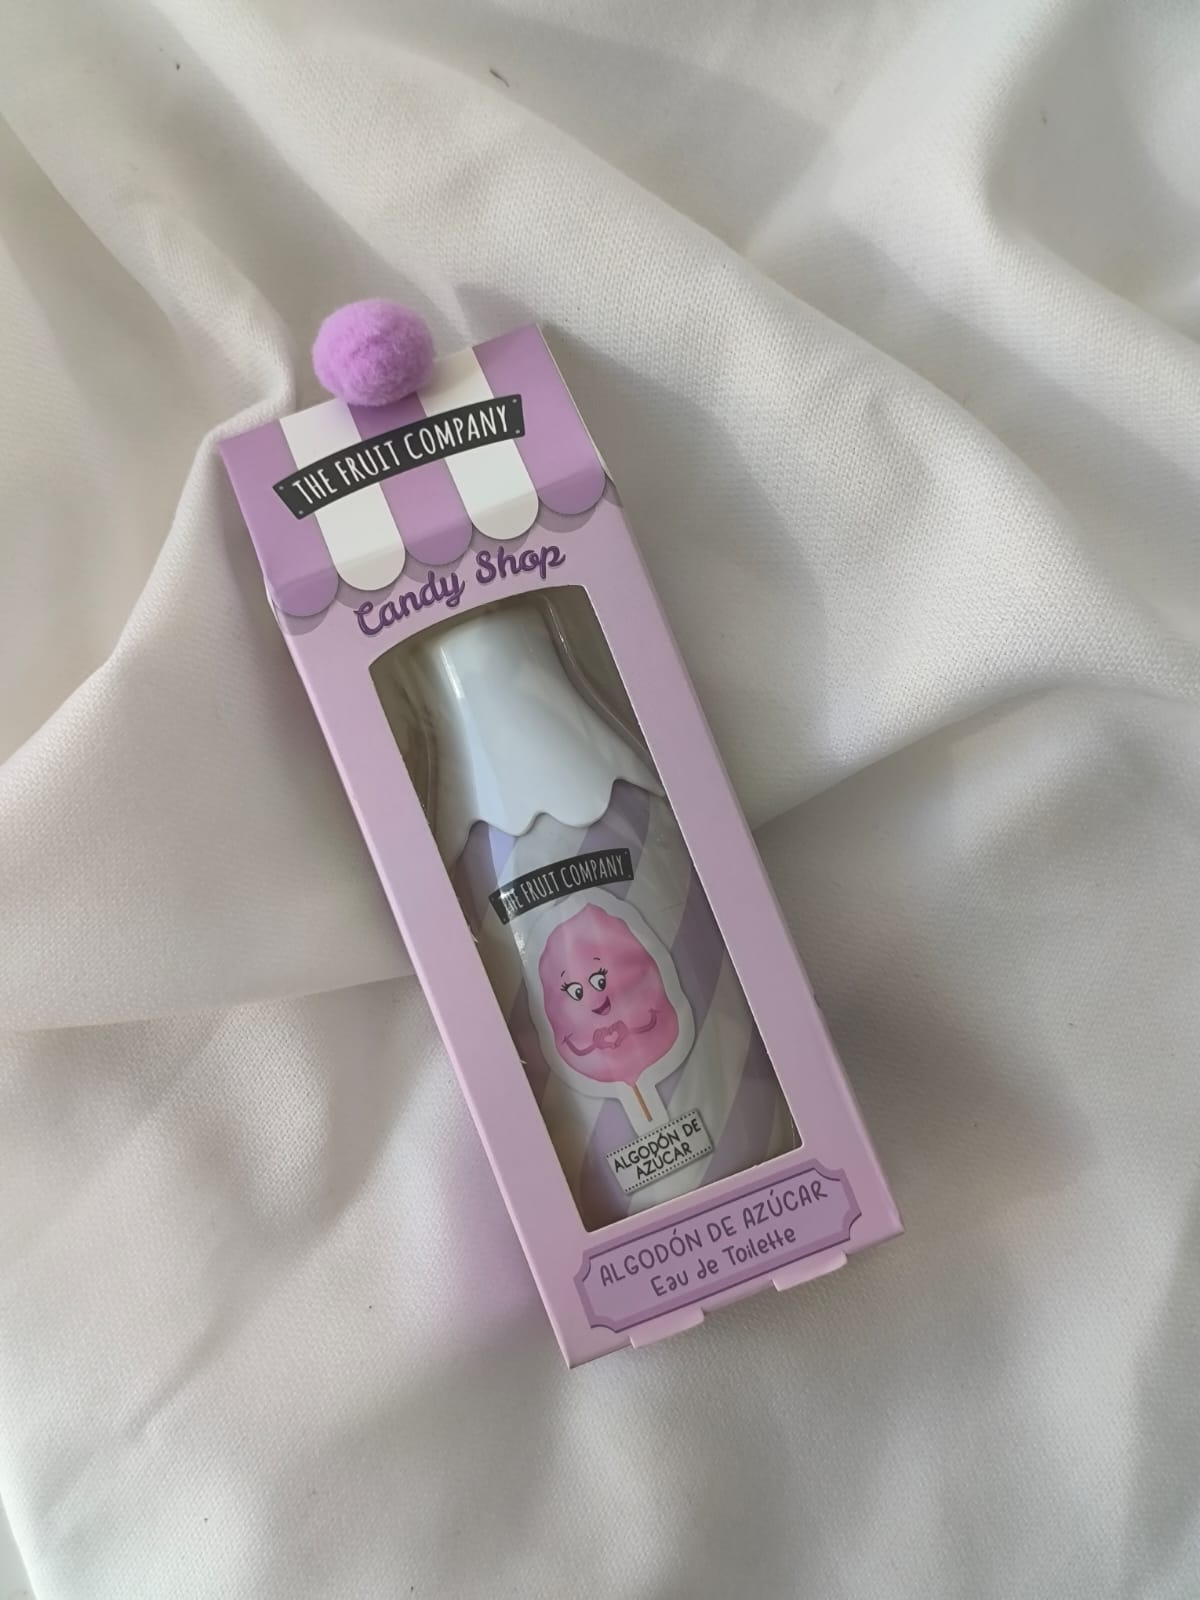 THE FRUIT COMPANY
Candy Shop
THE FRUIT COMPANY
ALGODÓN DE
AZÚCAR
ALGODÓN DE AZÚCAR
Eau de Toilette